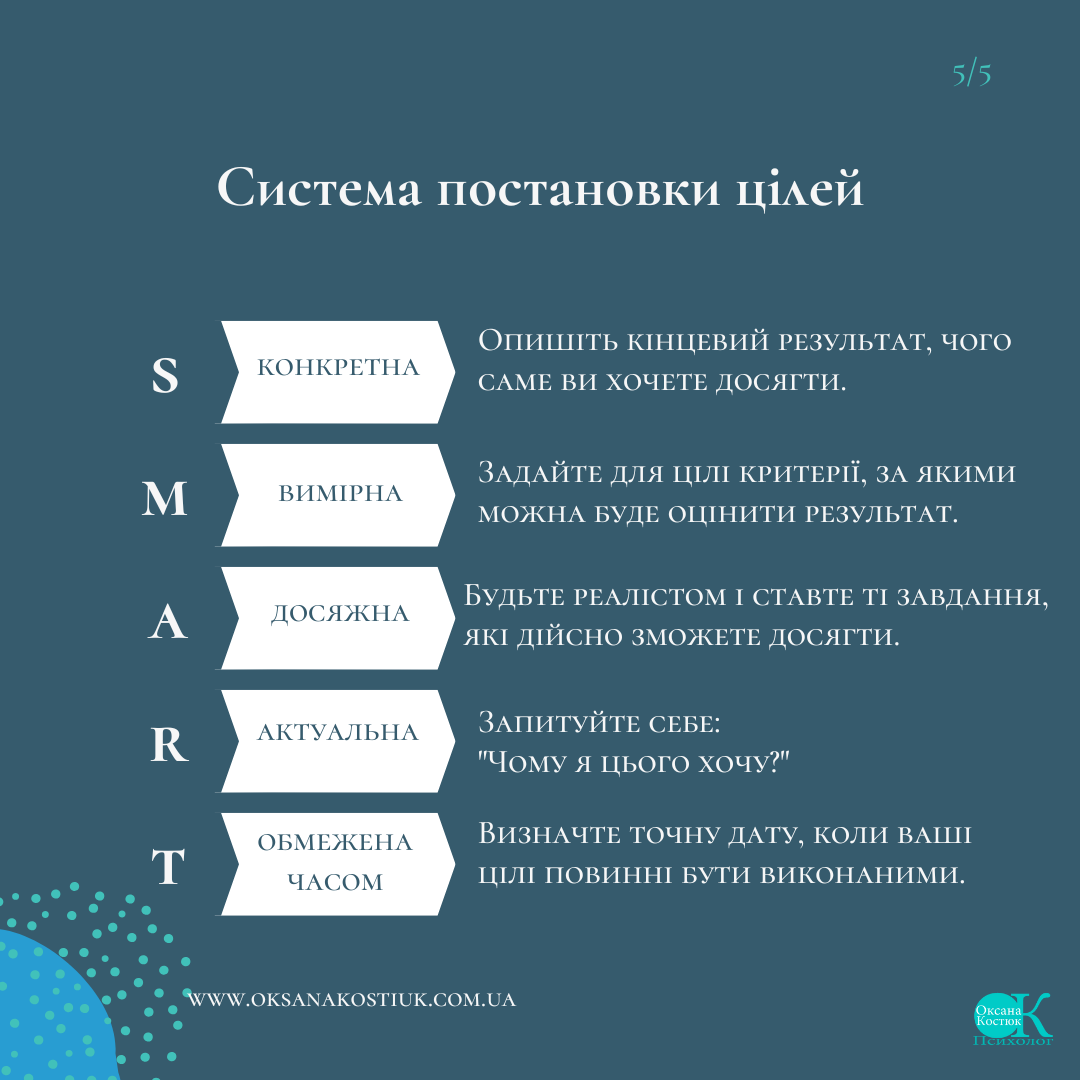 5/5
Система постановки цілей
S
КОНКРЕТНА
Опишіть кінцевий результат, чого
саме ви хочете досягти.
M
ВИМІРНА
Задайте для цілі критерії, за якими
можна буде оцінити результат.
A
ДОСЯЖНА
Будьте реалістом і ставте ті завдання,
які дійсно зможете досягти.
R
АКТУАЛЬНА
Запитуйте себе:
"Чому я цього хочу?"
T
ОБМЕЖЕНА
ЧАСОМ
Визначте точну дату, коли ваші
цілі повинні бути виконаними.
www.oksanakostiuk.com.ua
Оксана
Костюк
К
Психолог